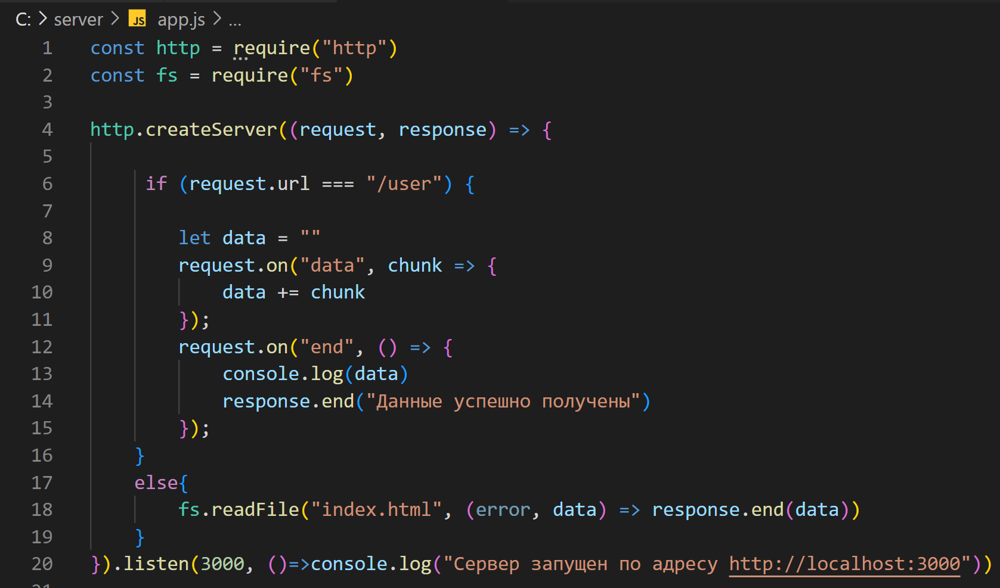 C: > server > JS app.js > ...
1 const http = require("http")
2 const fs = require("fs")
3
4 http.createServer((request, response) => {
5
6 if (request.url === "/user") {
7
8 let data = ""
9 request.on("data", chunk => {
10 data += chunk
11 });
12 request.on("end", () => {
13 console.log(data)
14 response.end("Данные успешно получены")
15 });
16 }
17 else{
18 fs.readFile("index.html", (error, data) => response.end(data))
19 }
20 }).listen(3000, ()=>console.log("Сервер запущен по адресу http://localhost:3000"))
21